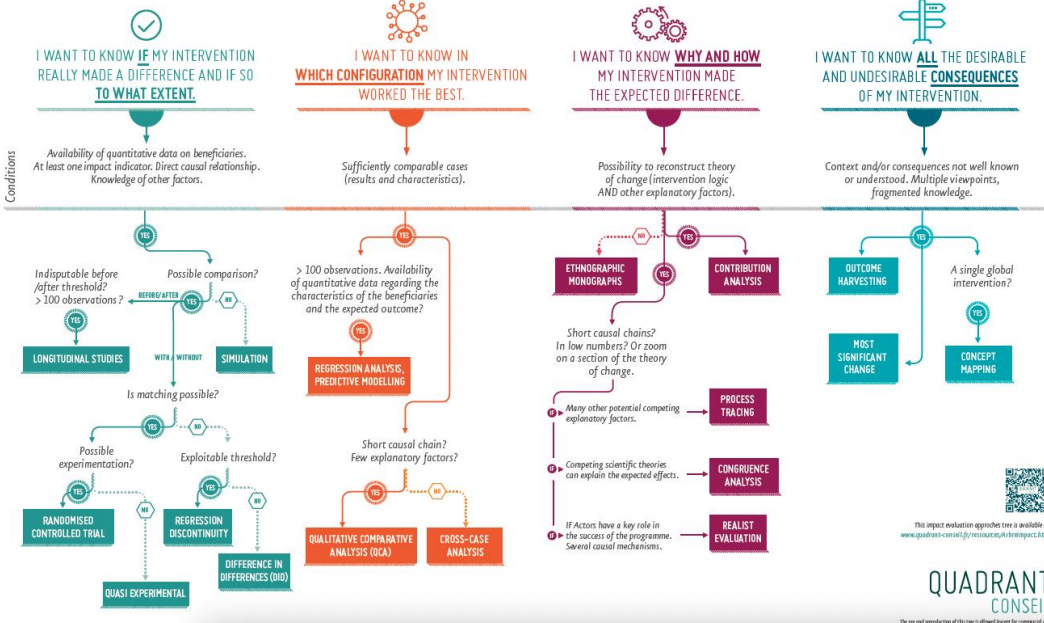 I WANT TO KNOW IF MY INTERVENTION
REALLY MADE A DIFFERENCE AND IF SO
TO WHAT EXTENT.
I WANT TO KNOW IN
WHICH CONFIGURATION MY INTERVENTION
WORKED THE BEST.
I WANT TO KNOW WHY AND HOW
MY INTERVENTION MADE
THE EXPECTED DIFFERENCE.
I WANT TO KNOW ALL THE DESIRABLE
AND UNDESIRABLE CONSEQUENCES
OF MY INTERVENTION.
Conditions
Availability of quantitative data on beneficiaries.
At least one impact indicator. Direct causal relationship.
Knowledge of other factors.
Sufficiently comparable cases
(results and characteristics).
Possibility to reconstruct theory
of change (intervention logic
AND other explanatory factors).
Context and/or consequences not well known
or understood. Multiple viewpoints,
fragmented knowledge.
YES
Indisputable before
/after threshold?
> 100 observations ?
Possible comparison?
BEFORE/AFTER
YES
NO
YES
WITH / WITHOUT
LONGITUDINAL STUDIES
SIMULATION
Is matching possible?
YES
NO
Possible
experimentation?
Exploitable threshold?
YES
NO
YES
NO
RANDOMISED
CONTROLLED TRIAL
REGRESSION
DISCONTINUITY
DIFFERENCE IN
DIFFERENCES (DID)
QUASI EXPERIMENTAL
YES
> 100 observations. Availability
of quantitative data regarding the
characteristics of the beneficiaries
and the expected outcome?
YES
REGRESSION ANALYSIS,
PREDICTIVE MODELLING
Short causal chain?
Few explanatory factors?
YES
NO
QUALITATIVE COMPARATIVE
ANALYSIS (QCA)
CROSS-CASE
ANALYSIS
NO
YES
YES
ETHNOGRAPHIC
MONOGRAPHS
CONTRIBUTION
ANALYSIS
Short causal chains?
In low numbers? Or zoom
on a section of the theory
of change.
IF
Many other potential competing
explanatory factors.
PROCESS
TRACING
IF
Competing scientific theories
can explain the expected effects.
CONGRUENCE
ANALYSIS
IF
IF Actors have a key role in
the success of the programme.
Several causal mechanisms.
REALIST
EVALUATION
YES
OUTCOME
HARVESTING
A single global
intervention?
YES
MOST
SIGNIFICANT
CHANGE
CONCEPT
MAPPING
This impact evaluation approches tree is available
www.quadrant-conseil.fr/ressources/ArbreImpact.ht
QUADRANT
CONSEI